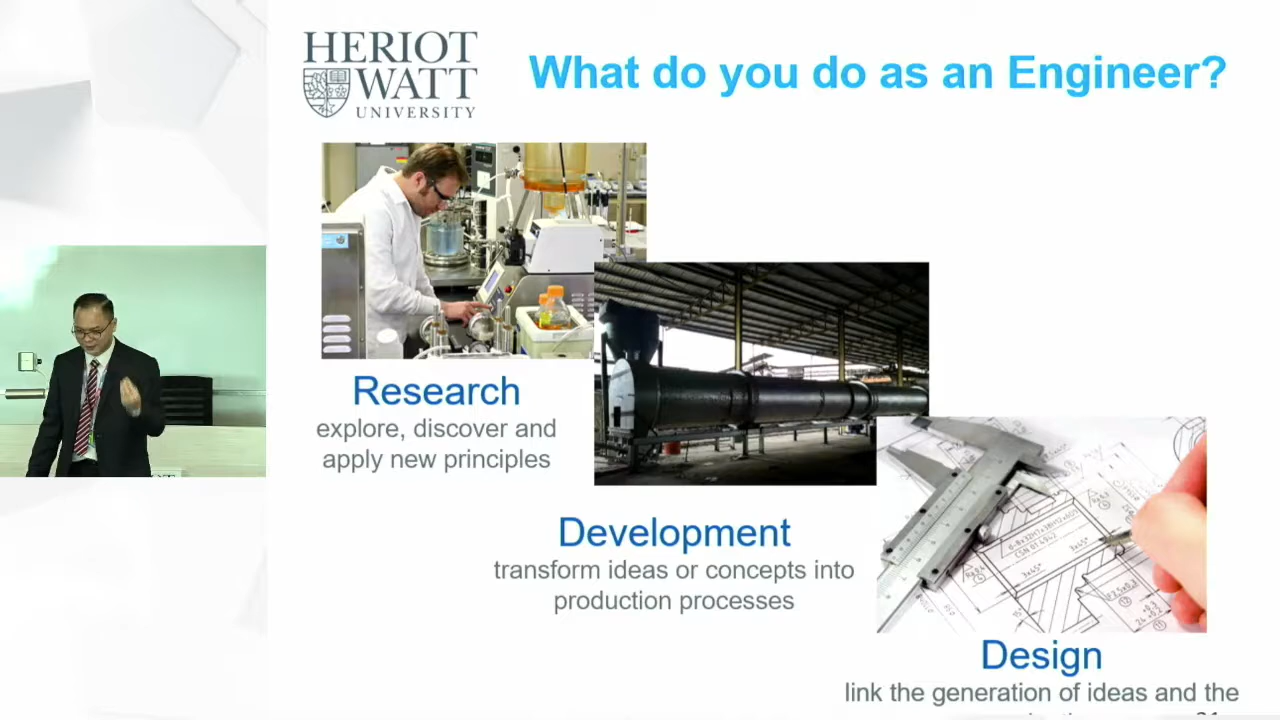 HERIOT
WATT
UNIVERSITY
What do you do as an Engineer?
Research
explore, discover and
apply new principles
Development
transform ideas or concepts into
production processes
Design
link the generation of ideas and the